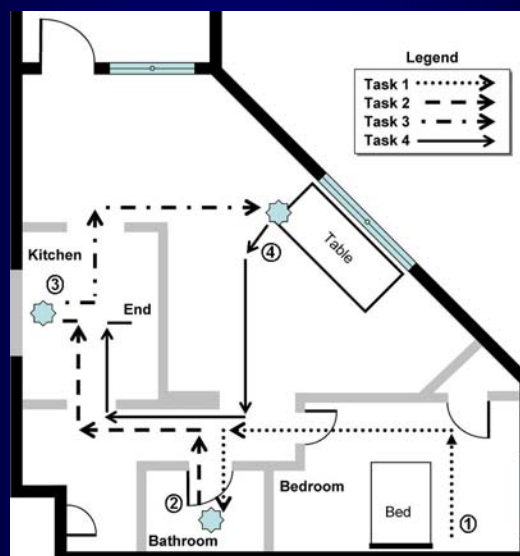 Legend
Task 1
Task 2
Task 3
Task 4
Table
④
Kitchen
③
End
②
Bathroom
Bedroom
Bed
①